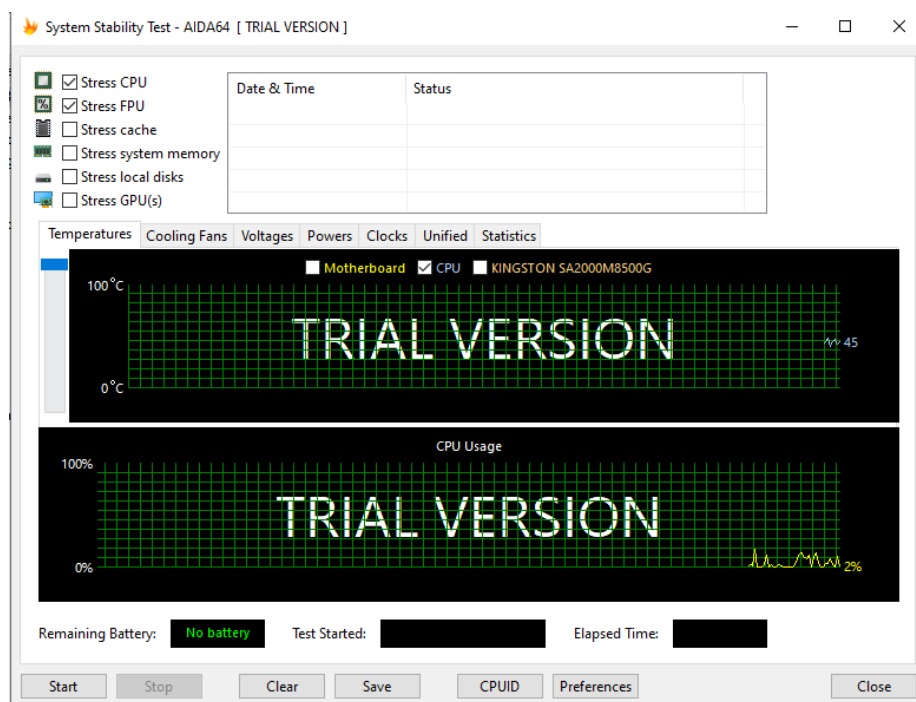 System Stability Test - AIDA64 [ TRIAL VERSION ]
Stress CPU
Stress FPU
Stress cache
Stress system memory
Stress local disks
Stress GPU(s)
Date & Time Status
Temperatures Cooling Fans Voltages Powers Clocks Unified Statistics
Motherboard CPU KINGSTON SA2000M8500G
100°C
TRIAL VERSION
45
0°C
CPU Usage
100%
TRIAL VERSION
0%
2%
Remaining Battery: No battery Test Started: Elapsed Time:
Start Stop Clear Save CPUID Preferences Close